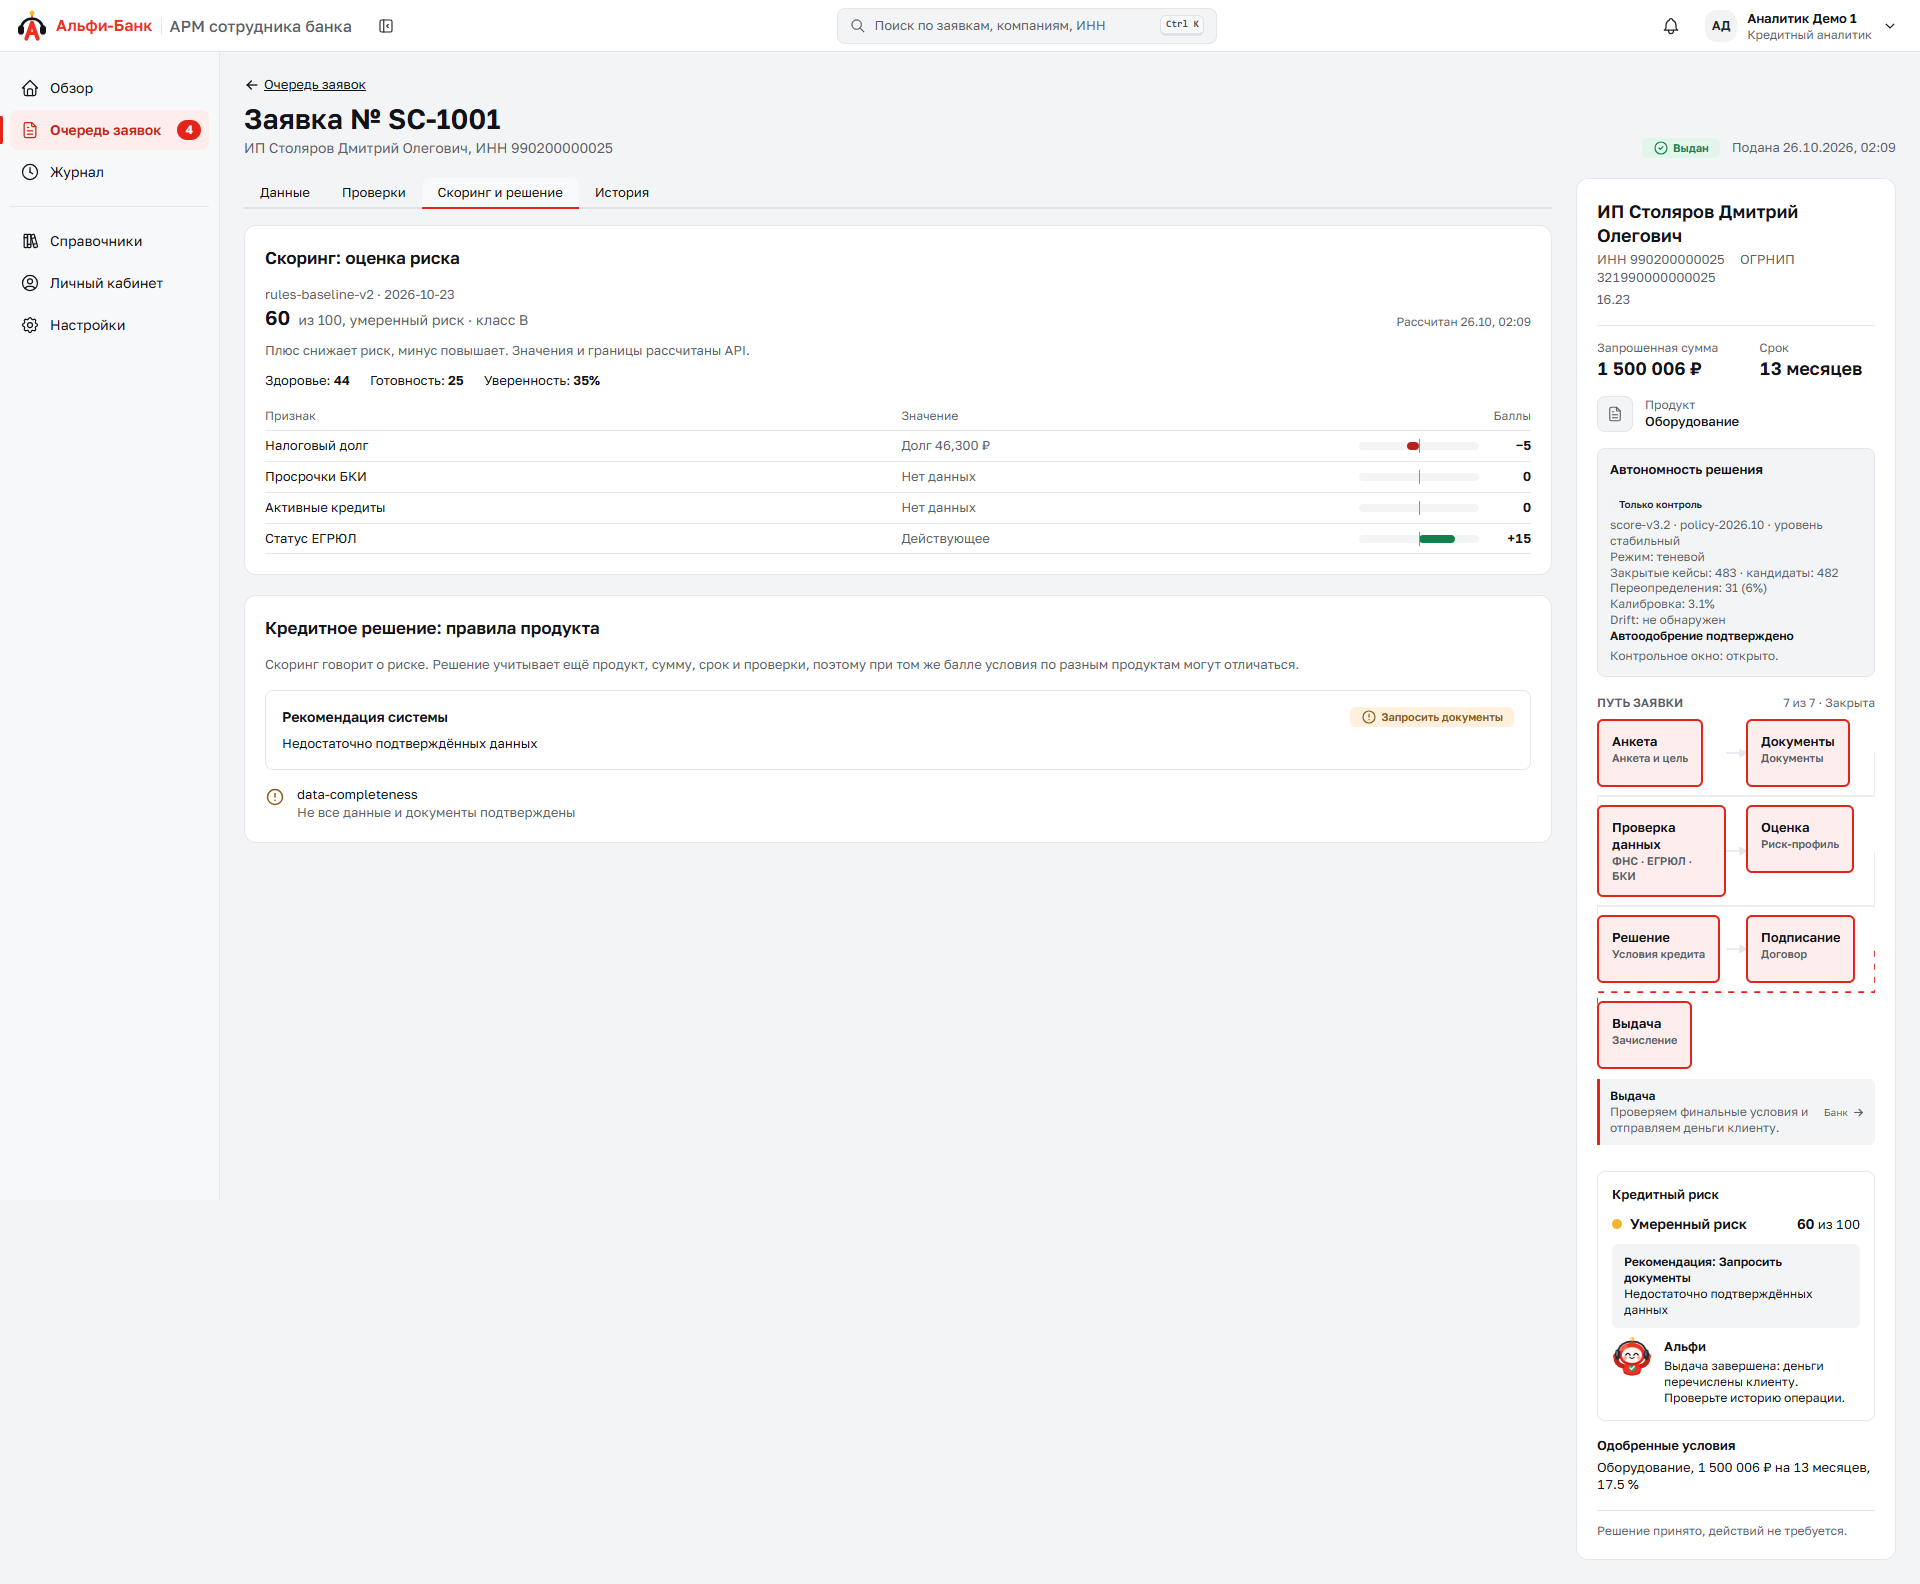 Альфи-Банк
АРМ сотрудника банка
Поиск по заявкам, компаниям, ИНН
Ctrl K
АД
Аналитик Демо 1
Кредитный аналитик
Обзор
Очередь заявок
4
Журнал
Справочники
Личный кабинет
Настройки
← Очередь заявок
Заявка № SC-1001
ИП Столяров Дмитрий Олегович, ИНН 990200000025
Выдан
Подана 26.10.2026, 02:09
Данные
Проверки
Скоринг и решение
История
Скоринг: оценка риска
rules-baseline-v2 · 2026-10-23
60 из 100, умеренный риск · класс B
Рассчитан 26.10, 02:09
Плюс снижает риск, минус повышает. Значения и границы рассчитаны API.
Здоровье: 44 Готовность: 25 Уверенность: 35%
Признак Значение Баллы
Налоговый долг Долг 46,300 ₽ −5
Просрочки БКИ Нет данных 0
Активные кредиты Нет данных 0
Статус ЕГРЮЛ Действующее +15
Кредитное решение: правила продукта
Скоринг говорит о риске. Решение учитывает ещё продукт, сумму, срок и проверки, поэтому при том же балле условия по разным продуктам могут отличаться.
Рекомендация системы
Запросить документы
Недостаточно подтверждённых данных
data-completeness
Не все данные и документы подтверждены
ИП Столяров Дмитрий
Олегович
ИНН 990200000025 ОГРНИП
321990000000025
16.23
Запрошенная сумма Срок
1 500 006 ₽ 13 месяцев
Продукт
Оборудование
Автономность решения
Только контроль
score-v3.2 · policy-2026.10 · уровень
стабильный
Режим: теневой
Закрытые кейсы: 483 · кандидаты: 482
Переопределения: 31 (6%)
Калибровка: 3.1%
Drift: не обнаружен
Автоодобрение подтверждено
Контрольное окно: открыто.
ПУТЬ ЗАЯВКИ 7 из 7 · Закрыта
Анкета
Анкета и цель
Документы
Документы
Проверка
данных
ФНС · ЕГРЮЛ ·
БКИ
Оценка
Риск-профиль
Решение
Условия кредита
Подписание
Договор
Выдача
Зачисление
Выдача
Проверяем финальные условия и
отправляем деньги клиенту.
Банк →
Кредитный риск
Умеренный риск 60 из 100
Рекомендация: Запросить
документы
Недостаточно подтверждённых
данных
Альфи
Выдача завершена: деньги
перечислены клиенту.
Проверьте историю операции.
Одобренные условия
Оборудование, 1 500 006 ₽ на 13 месяцев,
17.5 %
Решение принято, действий не требуется.